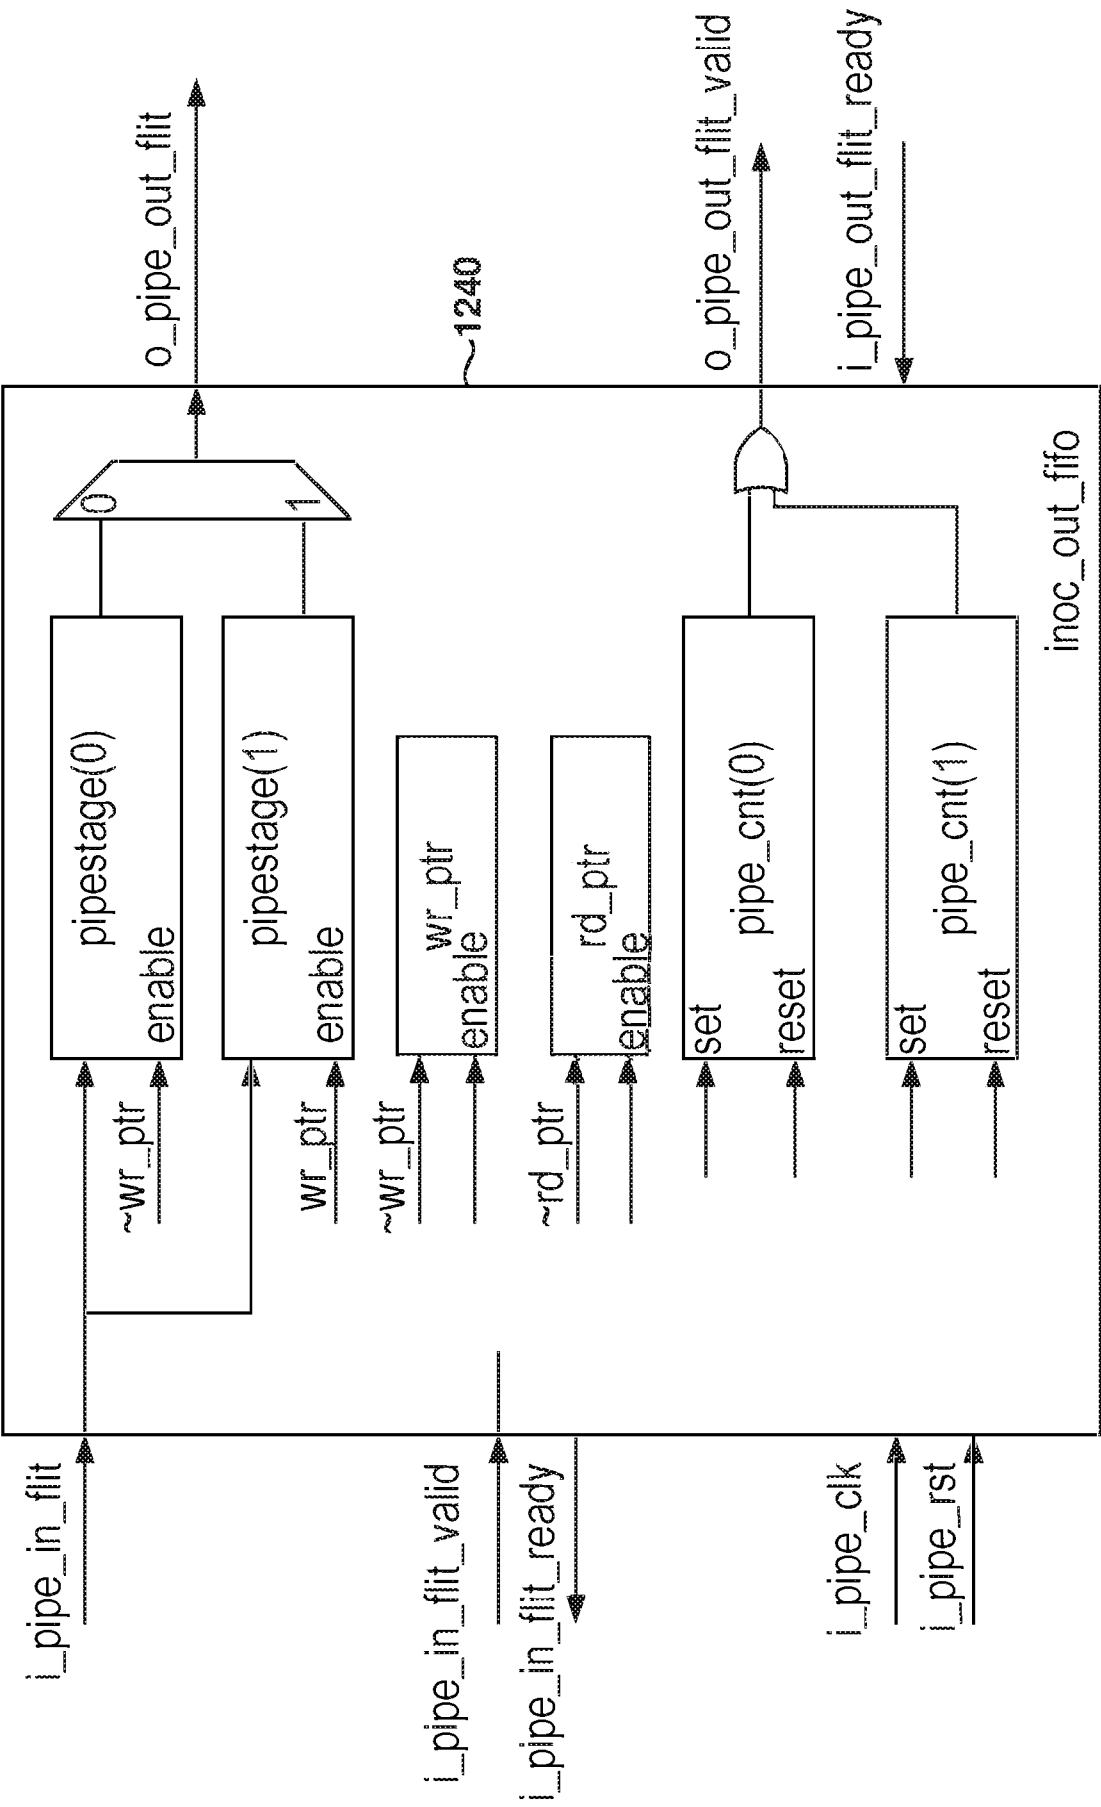 i_pipe_in_flit
i_pipe_in_flit_valid
i_pipe_in_flit_ready
i_pipe_clk
i_pipe_rst
~wr_ptr
wr_ptr
~wr_ptr
~rd_ptr
pipestage(0)
enable
pipestage(1)
enable
wr_ptr
enable
rd_ptr
enable
set
pipe_cnt(0)
reset
set
pipe_cnt(1)
reset
0
1
inoc_out_fifo
1240
o_pipe_out_flit
o_pipe_out_flit_valid
i_pipe_out_flit_ready